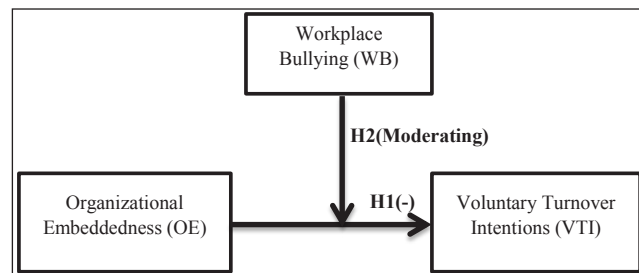 Workplace
Bullying (WB)
H2(Moderating)
H1(-)
Organizational
Embeddedness (OE)
Voluntary Turnover
Intentions (VTI)